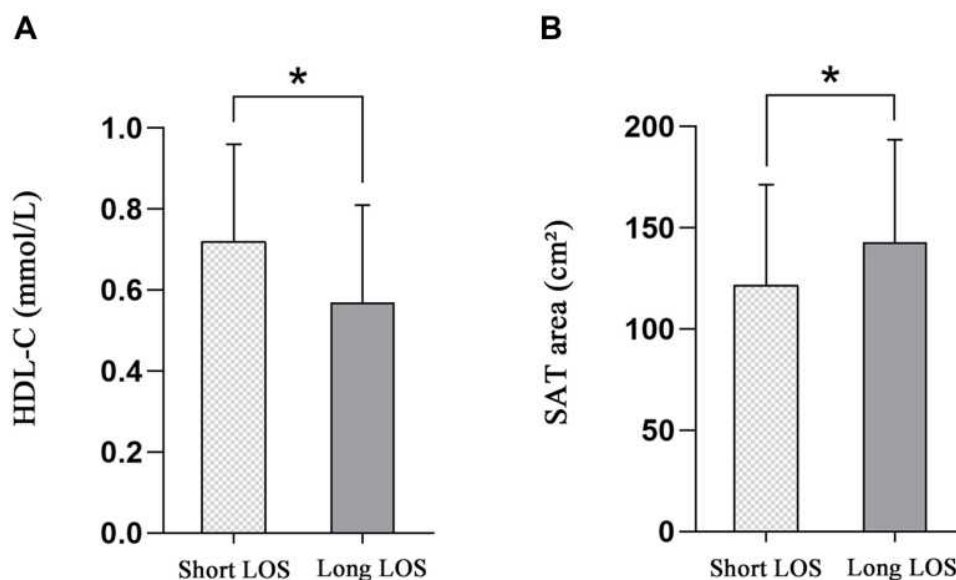 A
B
*
*
HDL-C (mmol/L)
1.0
0.8
0.6
0.4
0.2
0.0
Short LOS
Long LOS
SAT area (cm²)
200
150
100
50
0
Short LOS
Long LOS